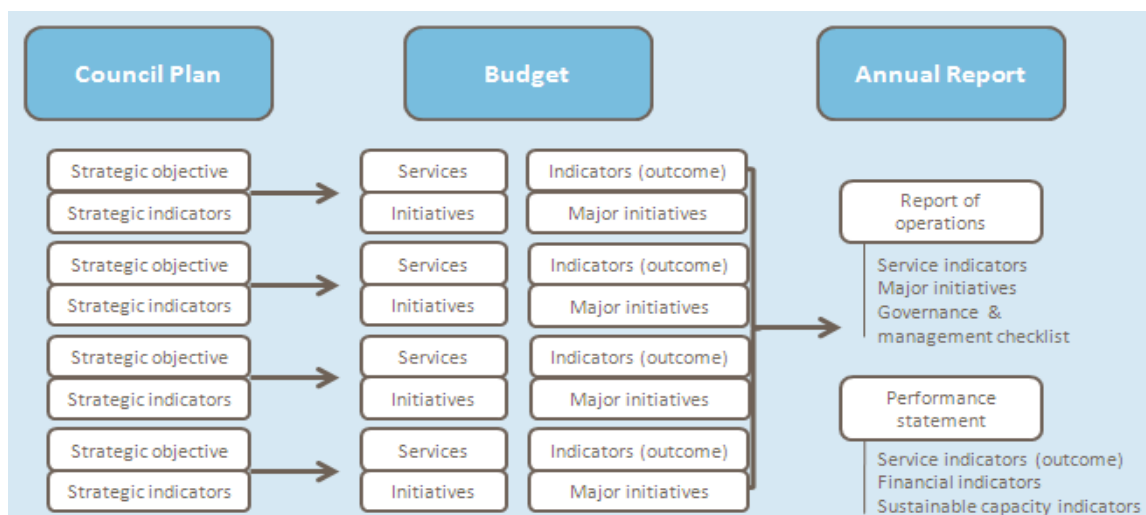 Council Plan
Budget
Annual Report
Strategic objective
Strategic indicators
Services
Initiatives
Indicators (outcome)
Major initiatives
Strategic objective
Strategic indicators
Services
Initiatives
Indicators (outcome)
Major initiatives
Strategic objective
Strategic indicators
Services
Initiatives
Indicators (outcome)
Major initiatives
Strategic objective
Strategic indicators
Services
Initiatives
Indicators (outcome)
Major initiatives
Report of
operations
Service indicators
Major initiatives
Governance &
management checklist
Performance
statement
Service indicators (outcome)
Financial indicators
Sustainable capacity indicators